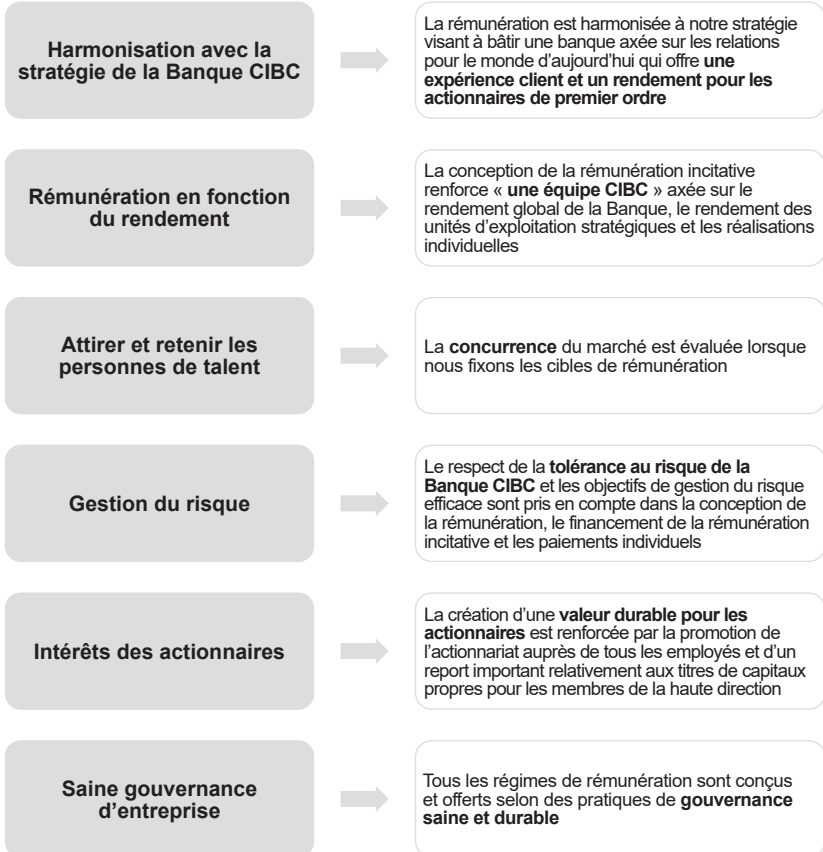 Harmonisation avec la
stratégie de la Banque CIBC
La rémunération est harmonisée à notre stratégie
visant à bâtir une banque axée sur les relations
pour le monde d'aujourd'hui qui offre une
expérience client et un rendement pour les
actionnaires de premier ordre
Rémunération en fonction
du rendement
La conception de la rémunération incitative
renforce « une équipe CIBC » axée sur le
rendement global de la Banque, le rendement des
unités d'exploitation stratégiques et les réalisations
individuelles
Attirer et retenir les
personnes de talent
La concurrence du marché est évaluée lorsque
nous fixons les cibles de rémunération
Gestion du risque
Le respect de la tolérance au risque de la
Banque CIBC et les objectifs de gestion du risque
efficace sont pris en compte dans la conception de
la rémunération, le financement de la rémunération
incitative et les paiements individuels
Intérêts des actionnaires
La création d'une valeur durable pour les
actionnaires est renforcée par la promotion de
l'actionnariat auprès de tous les employés et d'un
report important relativement aux titres de capitaux
propres pour les membres de la haute direction
Saine gouvernance
d'entreprise
Tous les régimes de rémunération sont conçus
et offerts selon des pratiques de gouvernance
saine et durable